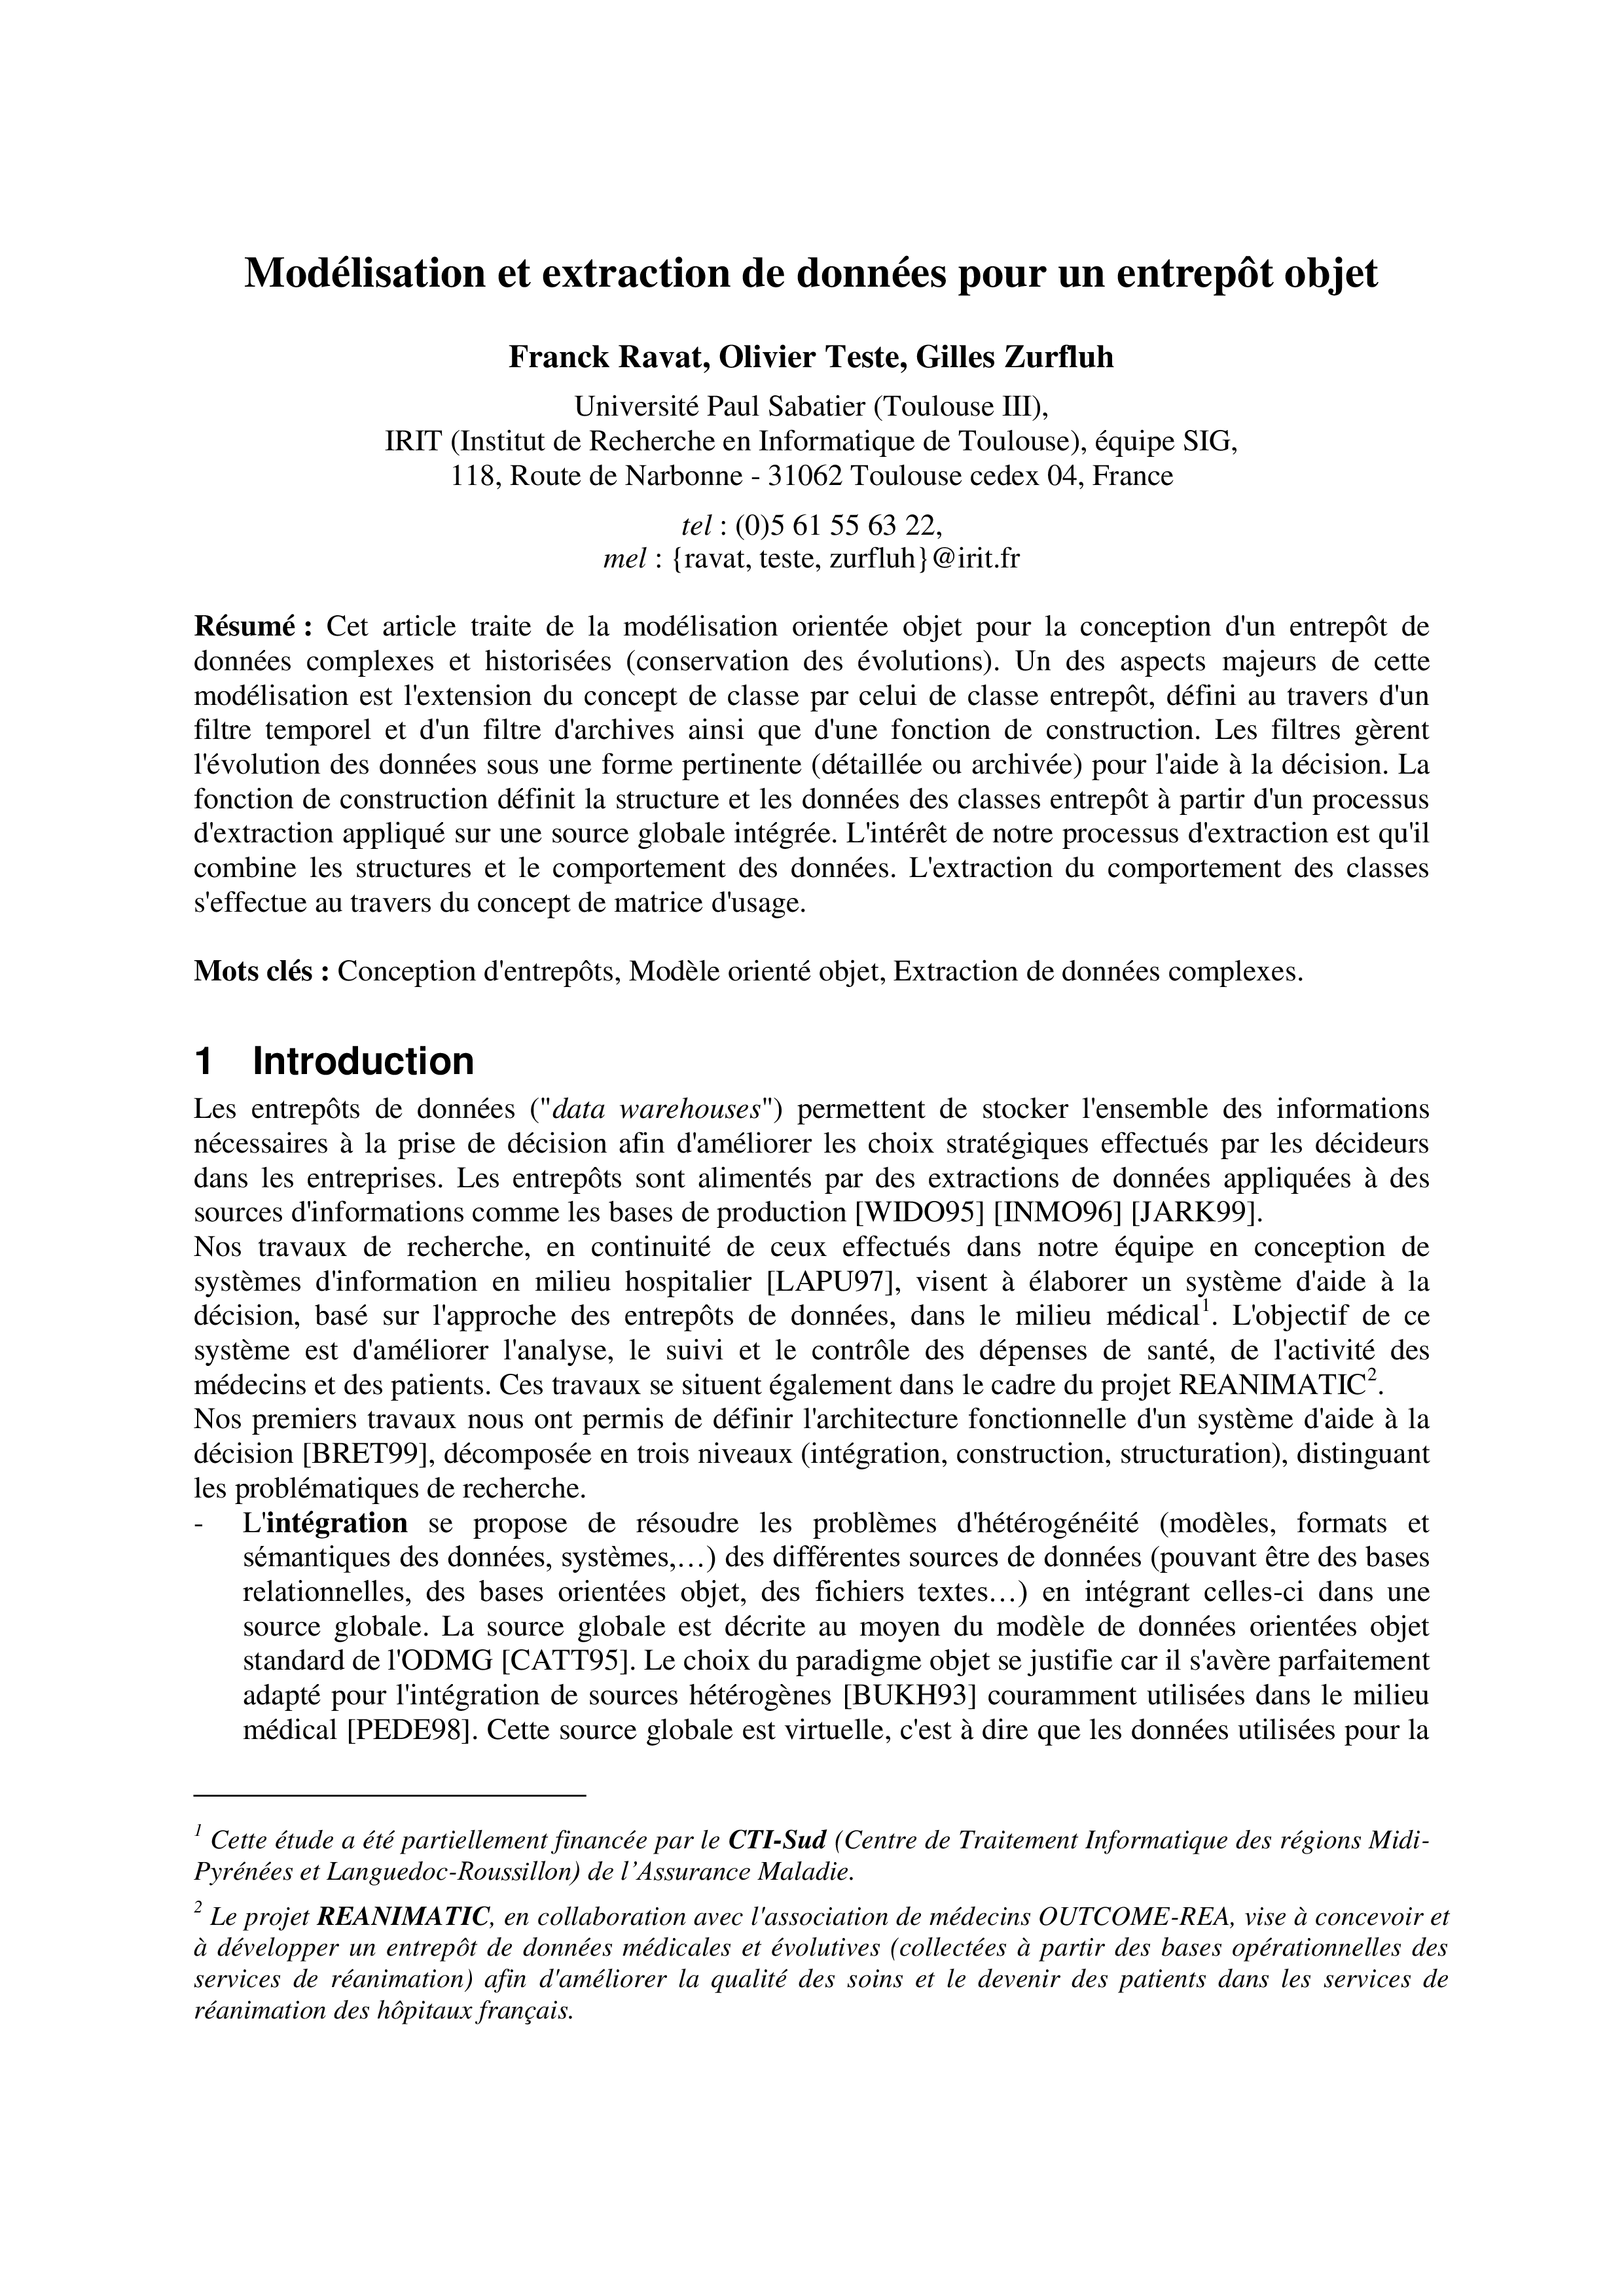 Modélisation et extraction de données pour un entrepôt objet
Franck Ravat, Olivier Teste, Gilles Zurfluh
Université Paul Sabatier (Toulouse III),
IRIT (Institut de Recherche en Informatique de Toulouse), équipe SIG,
118, Route de Narbonne - 31062 Toulouse cedex 04, France
tel : (0)5 61 55 63 22,
mel : {ravat, teste, zurfluh}@irit.fr
Résumé : Cet article traite de la modélisation orientée objet pour la conception d'un entrepôt de
données complexes et historisées (conservation des évolutions). Un des aspects majeurs de cette
modélisation est l'extension du concept de classe par celui de classe entrepôt, défini au travers d'un
filtre temporel et d'un filtre d'archives ainsi que d'une fonction de construction. Les filtres gèrent
l'évolution des données sous une forme pertinente (détaillée ou archivée) pour l'aide à la décision. La
fonction de construction définit la structure et les données des classes entrepôt à partir d'un processus
d'extraction appliqué sur une source globale intégrée. L'intérêt de notre processus d'extraction est qu'il
combine les structures et le comportement des données. L'extraction du comportement des classes
s'effectue au travers du concept de matrice d'usage.
Mots clés : Conception d'entrepôts, Modèle orienté objet, Extraction de données complexes.
1 Introduction
Les entrepôts de données ("data warehouses") permettent de stocker l'ensemble des informations
nécessaires à la prise de décision afin d'améliorer les choix stratégiques effectués par les décideurs
dans les entreprises. Les entrepôts sont alimentés par des extractions de données appliquées à des
sources d'informations comme les bases de production [WIDO95] [INMO96] [JARK99].
Nos travaux de recherche, en continuité de ceux effectués dans notre équipe en conception de
systèmes d'information en milieu hospitalier [LAPU97], visent à élaborer un système d'aide à la
décision, basé sur l'approche des entrepôts de données, dans le milieu médical1. L'objectif de ce
système est d'améliorer l'analyse, le suivi et le contrôle des dépenses de santé, de l'activité des
médecins et des patients. Ces travaux se situent également dans le cadre du projet REANIMATIC2.
Nos premiers travaux nous ont permis de définir l'architecture fonctionnelle d'un système d'aide à la
décision [BRET99], décomposée en trois niveaux (intégration, construction, structuration), distinguant
les problématiques de recherche.
- L'intégration se propose de résoudre les problèmes d'hétérogénéité (modèles, formats et
sémantiques des données, systèmes,…) des différentes sources de données (pouvant être des bases
relationnelles, des bases orientées objet, des fichiers textes…) en intégrant celles-ci dans une
source globale. La source globale est décrite au moyen du modèle de données orientées objet
standard de l'ODMG [CATT95]. Le choix du paradigme objet se justifie car il s'avère parfaitement
adapté pour l'intégration de sources hétérogènes [BUKH93] couramment utilisées dans le milieu
médical [PEDE98]. Cette source globale est virtuelle, c'est à dire que les données utilisées pour la
1 Cette étude a été partiellement financée par le CTI-Sud (Centre de Traitement Informatique des régions Midi-
Pyrénées et Languedoc-Roussillon) de l’Assurance Maladie.
2 Le projet REANIMATIC, en collaboration avec l'association de médecins OUTCOME-REA, vise à concevoir et
à développer un entrepôt de données médicales et évolutives (collectées à partir des bases opérationnelles des
services de réanimation) afin d'améliorer la qualité des soins et le devenir des patients dans les services de
réanimation des hôpitaux français.